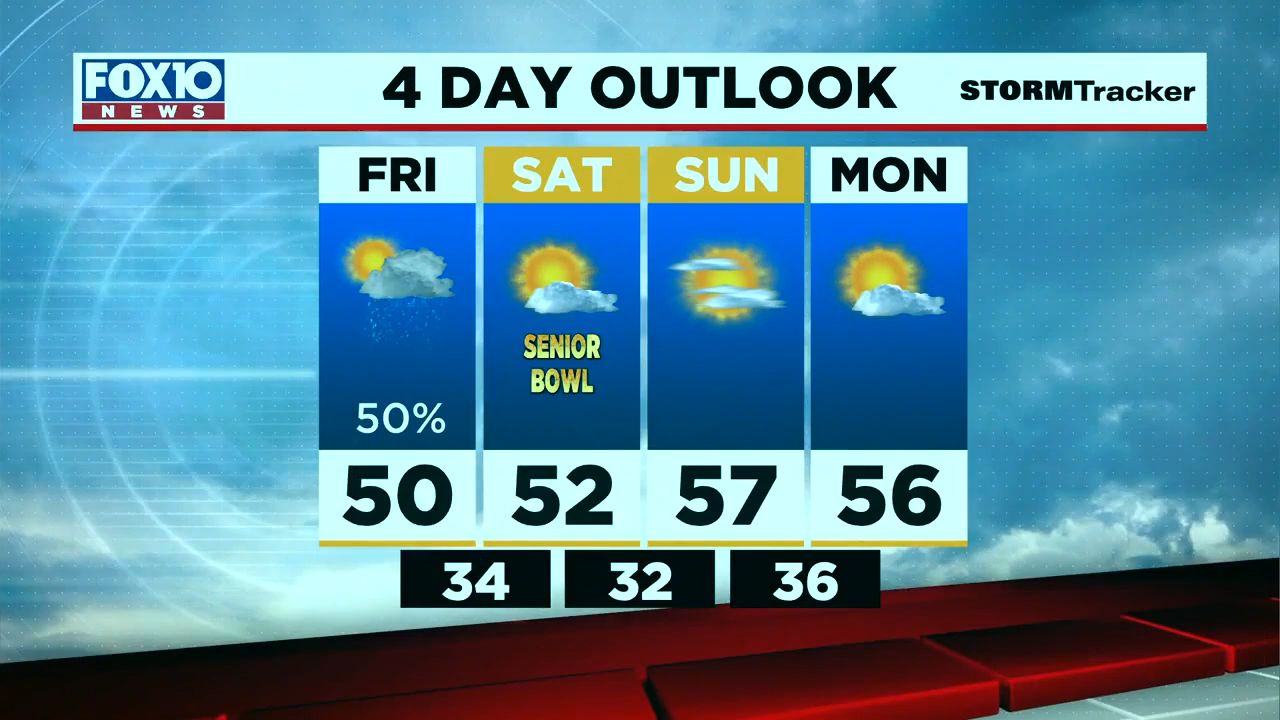 FOX10
NEWS
4 DAY OUTLOOK
STORMTracker
FRI SAT SUN MON
SENIOR
BOWL
50%
50 52 57 56
34 32 36